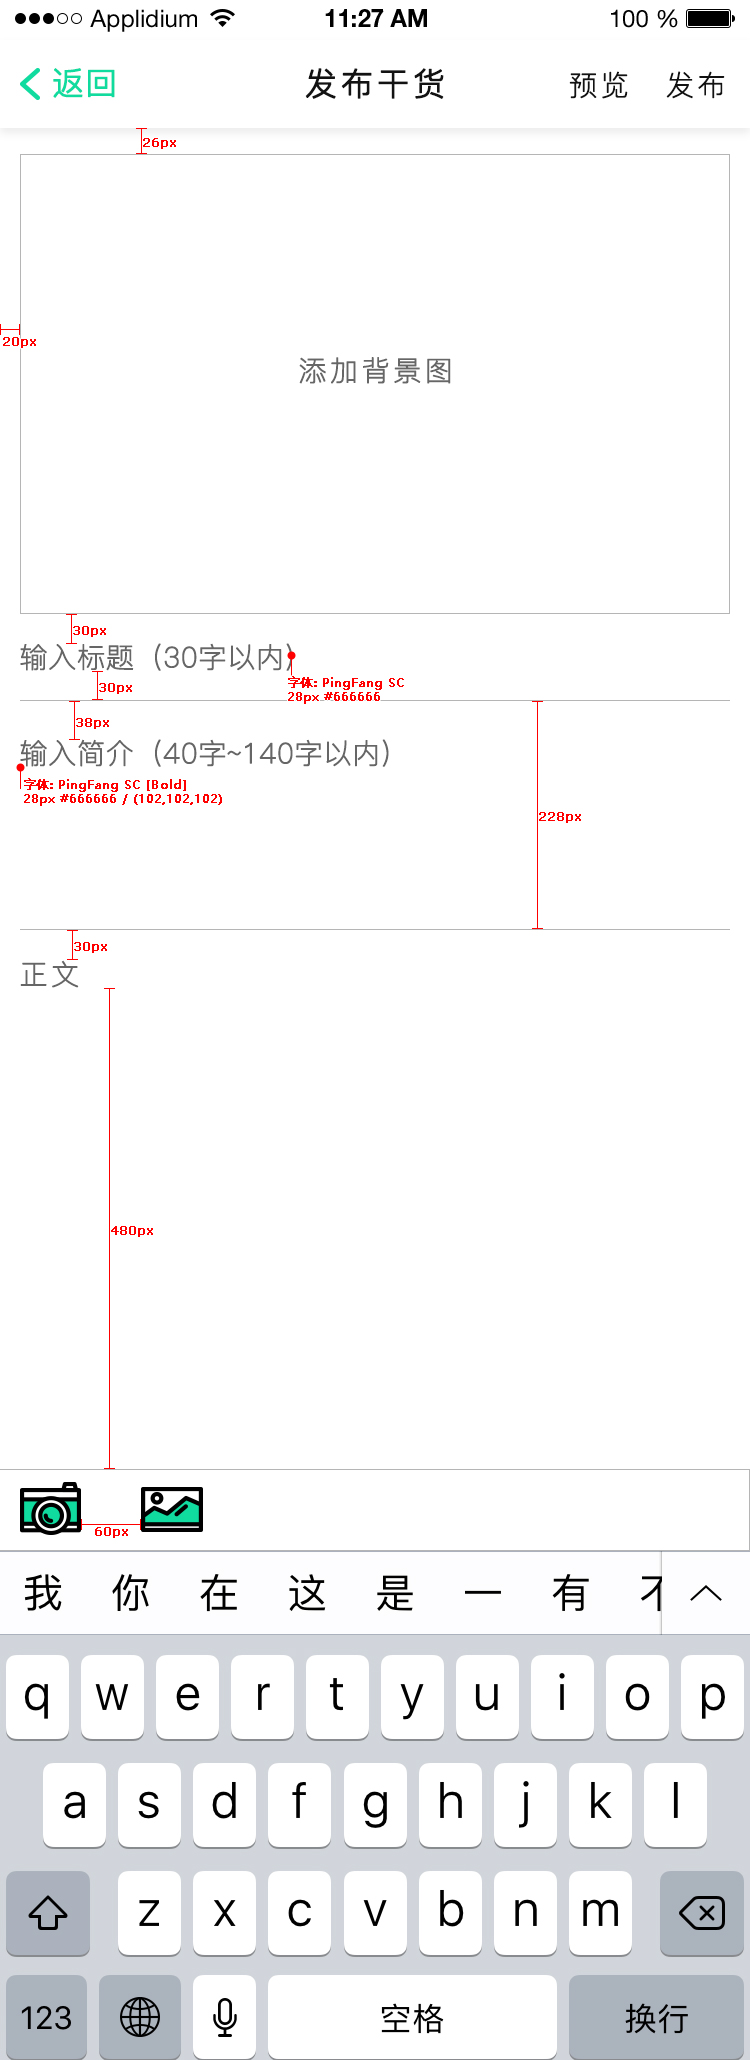 Applidium 11:27 AM 100 %
返回 发布干货 预览 发布
26px
20px
添加背景图
30px
输入标题（30字以内）
字体: PingFang SC
28px #666666
30px
38px
输入简介（40字~140字以内）
字体: PingFang SC [Bold]
28px #666666 / (102,102,102)
228px
30px
正文
480px
60px
我 你 在 这 是 一 有 不
q w e r t y u i o p
a s d f g h j k l
z x c v b n m
123 空格 换行